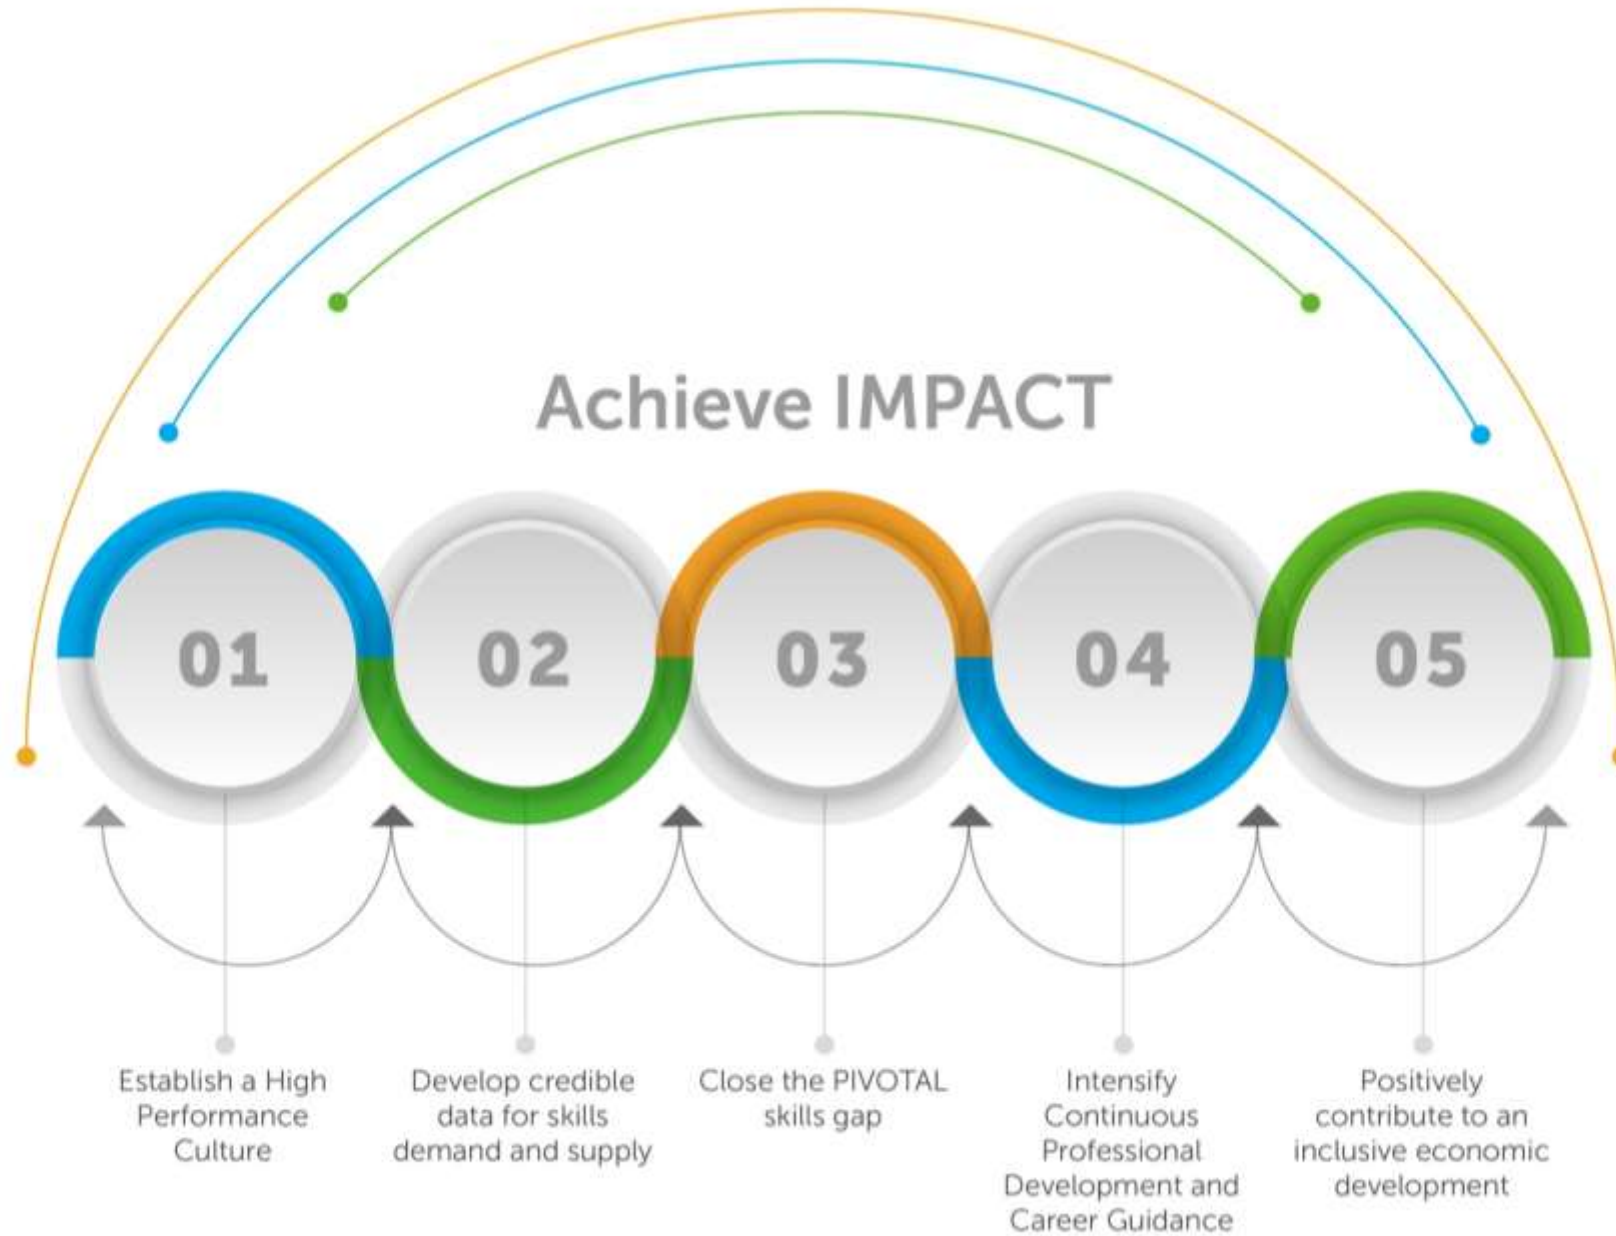 Achieve IMPACT
01
02
03
04
05
Establish a High
Performance
Culture
Develop credible
data for skills
demand and supply
Close the PIVOTAL
skills gap
Intensify
Continuous
Professional
Development and
Career Guidance
Positively
contribute to an
inclusive economic
development